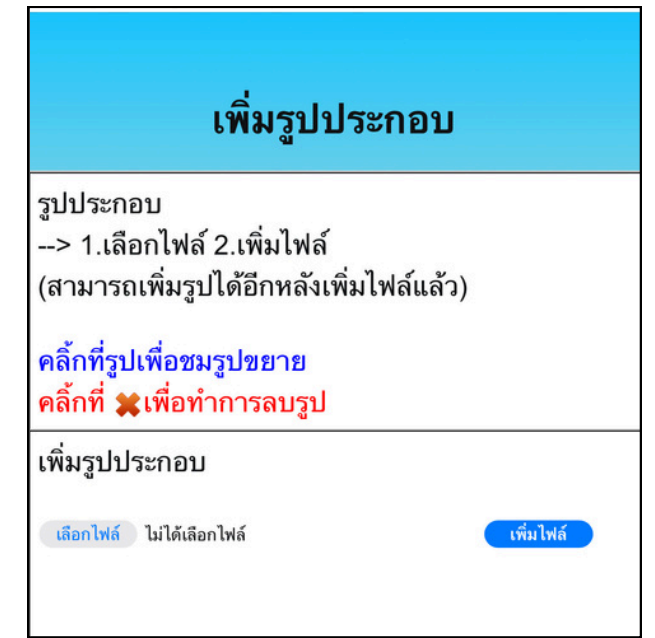 เพิ่มรูปประกอบ
รูปประกอบ
--> 1.เลือกไฟล์ 2.เพิ่มไฟล์
(สามารถเพิ่มรูปได้อีกหลังเพิ่มไฟล์แล้ว)
คลิ้กที่รูปเพื่อชมรูปขยาย
คลิ้กที่ ✖เพื่อทำการลบรูป
เพิ่มรูปประกอบ
เลือกไฟล์ ไม่ได้เลือกไฟล์ เพิ่มไฟล์